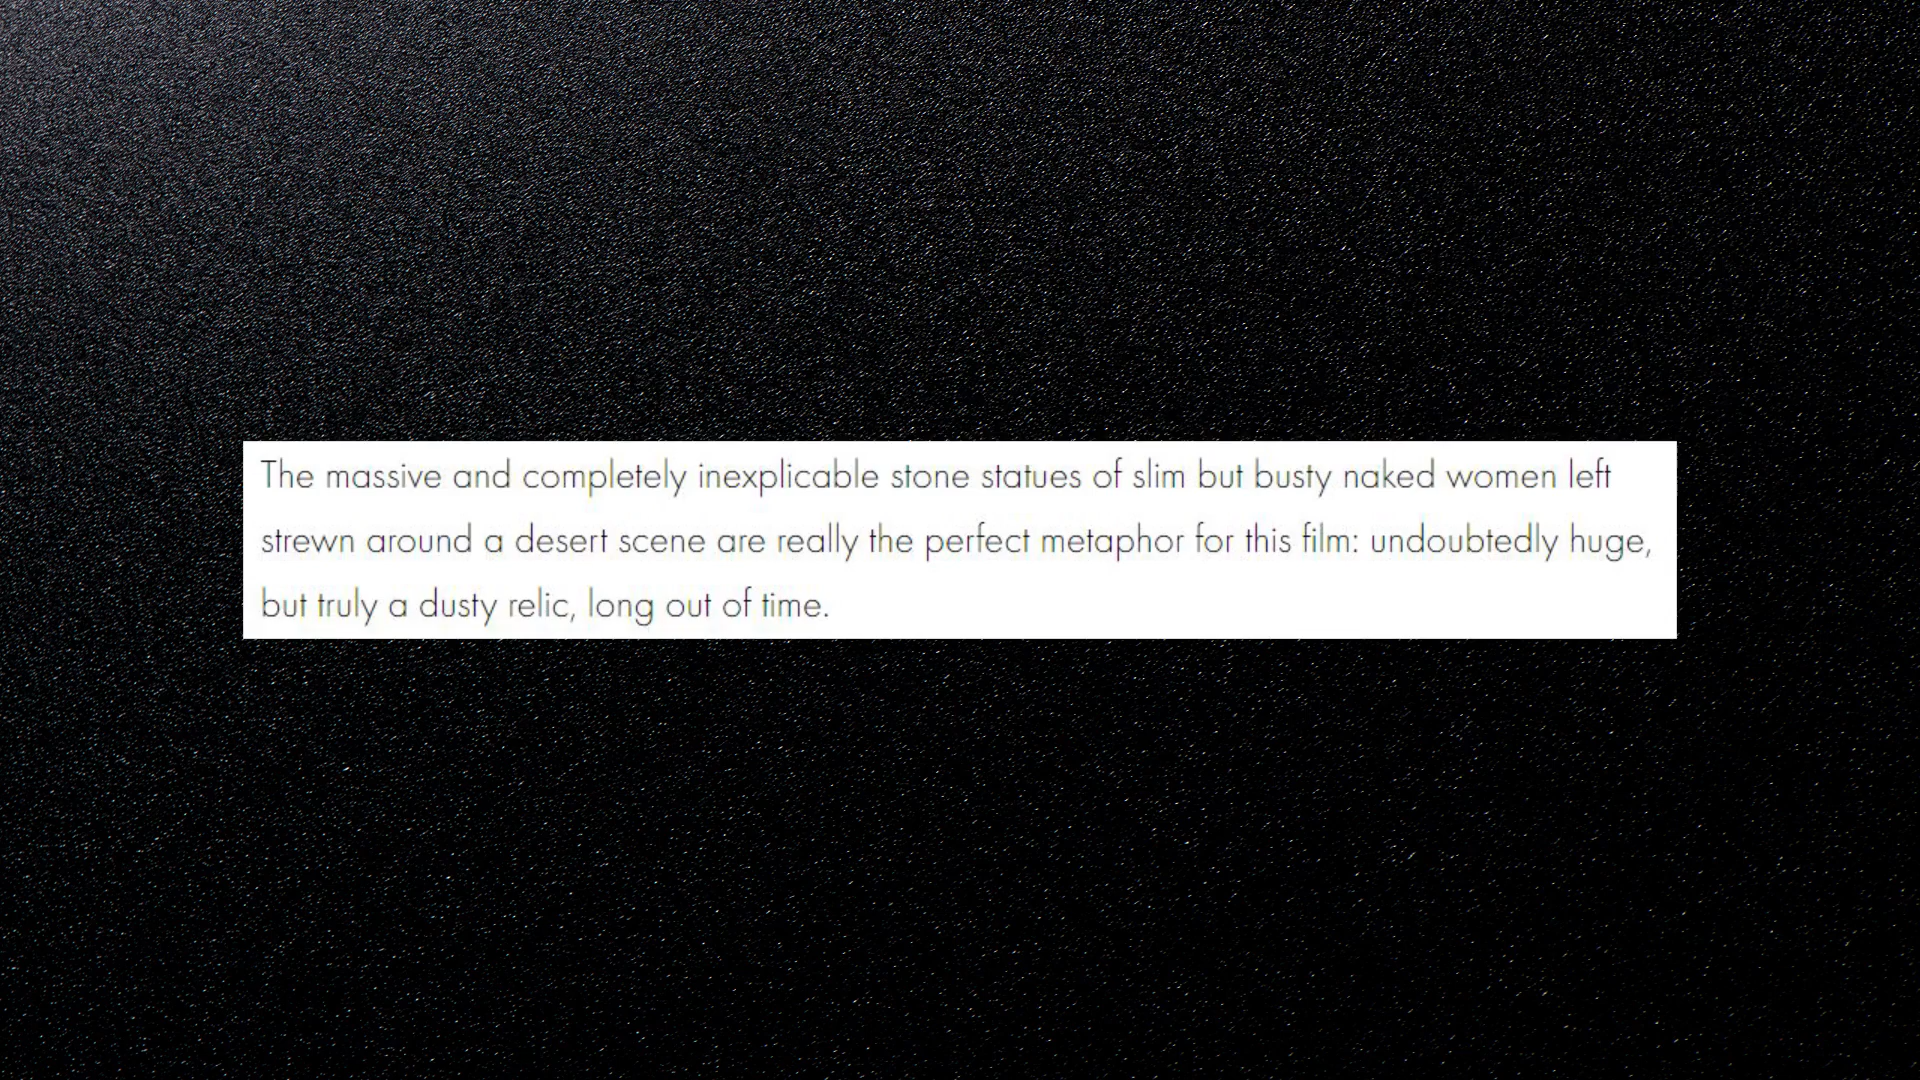 The massive and completely inexplicable stone statues of slim but busty naked women left
strewn around a desert scene are really the perfect metaphor for this film: undoubtedly huge,
but truly a dusty relic, long out of time.